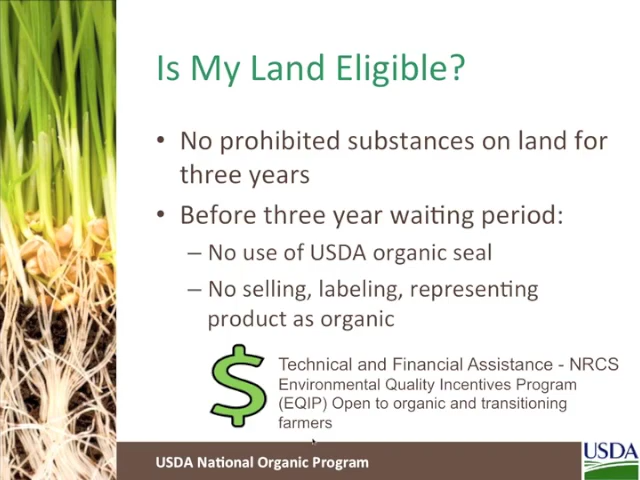 Is My Land Eligible?
• No prohibited substances on land for
three years
• Before three year waiting period:
– No use of USDA organic seal
– No selling, labeling, representing
product as organic
$
Technical and Financial Assistance - NRCS
Environmental Quality Incentives Program
(EQIP) Open to organic and transitioning
farmers
USDA National Organic Program
USDA